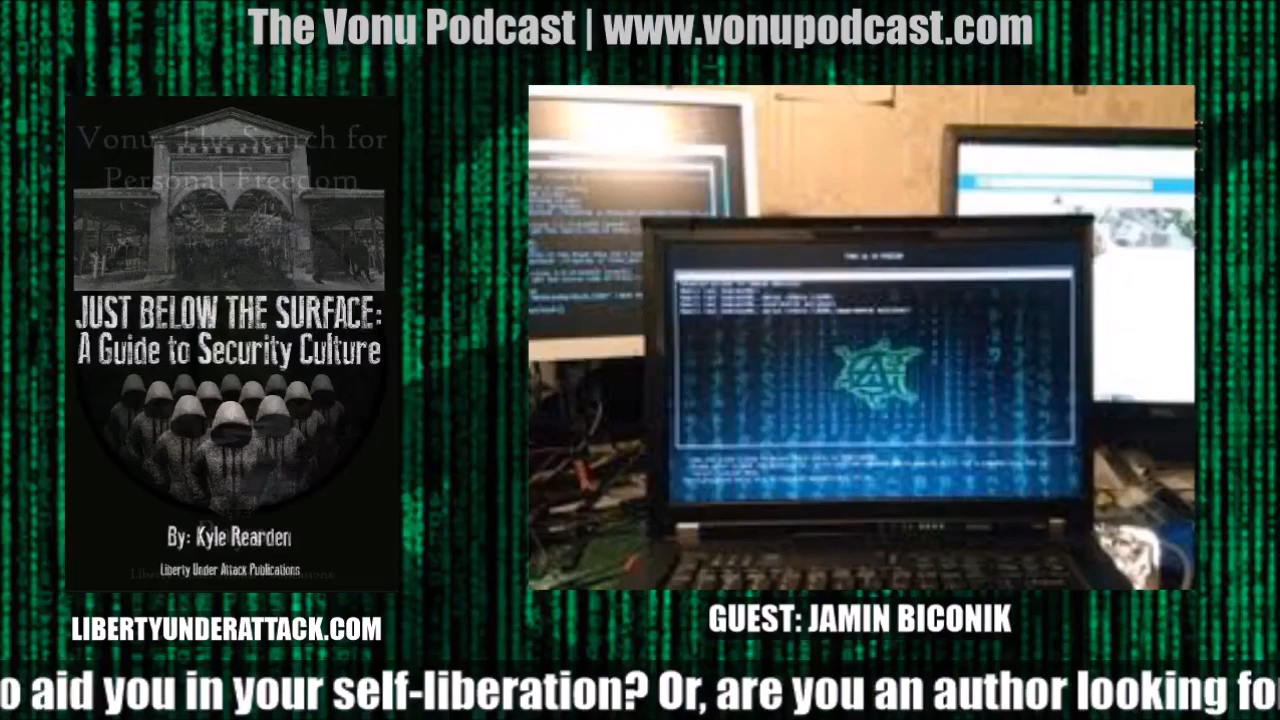 The Vonu Podcast | www.vonupodcast.com
Vonu: The Search for
Personal Freedom
JUST BELOW THE SURFACE:
A Guide to Security Culture
By: Kyle Rearden
Liberty Under Attack Publications
LIBERTYUNDERATTACK.COM
GUEST: JAMIN BICONIK
o aid you in your self-liberation? Or, are you an author looking fo